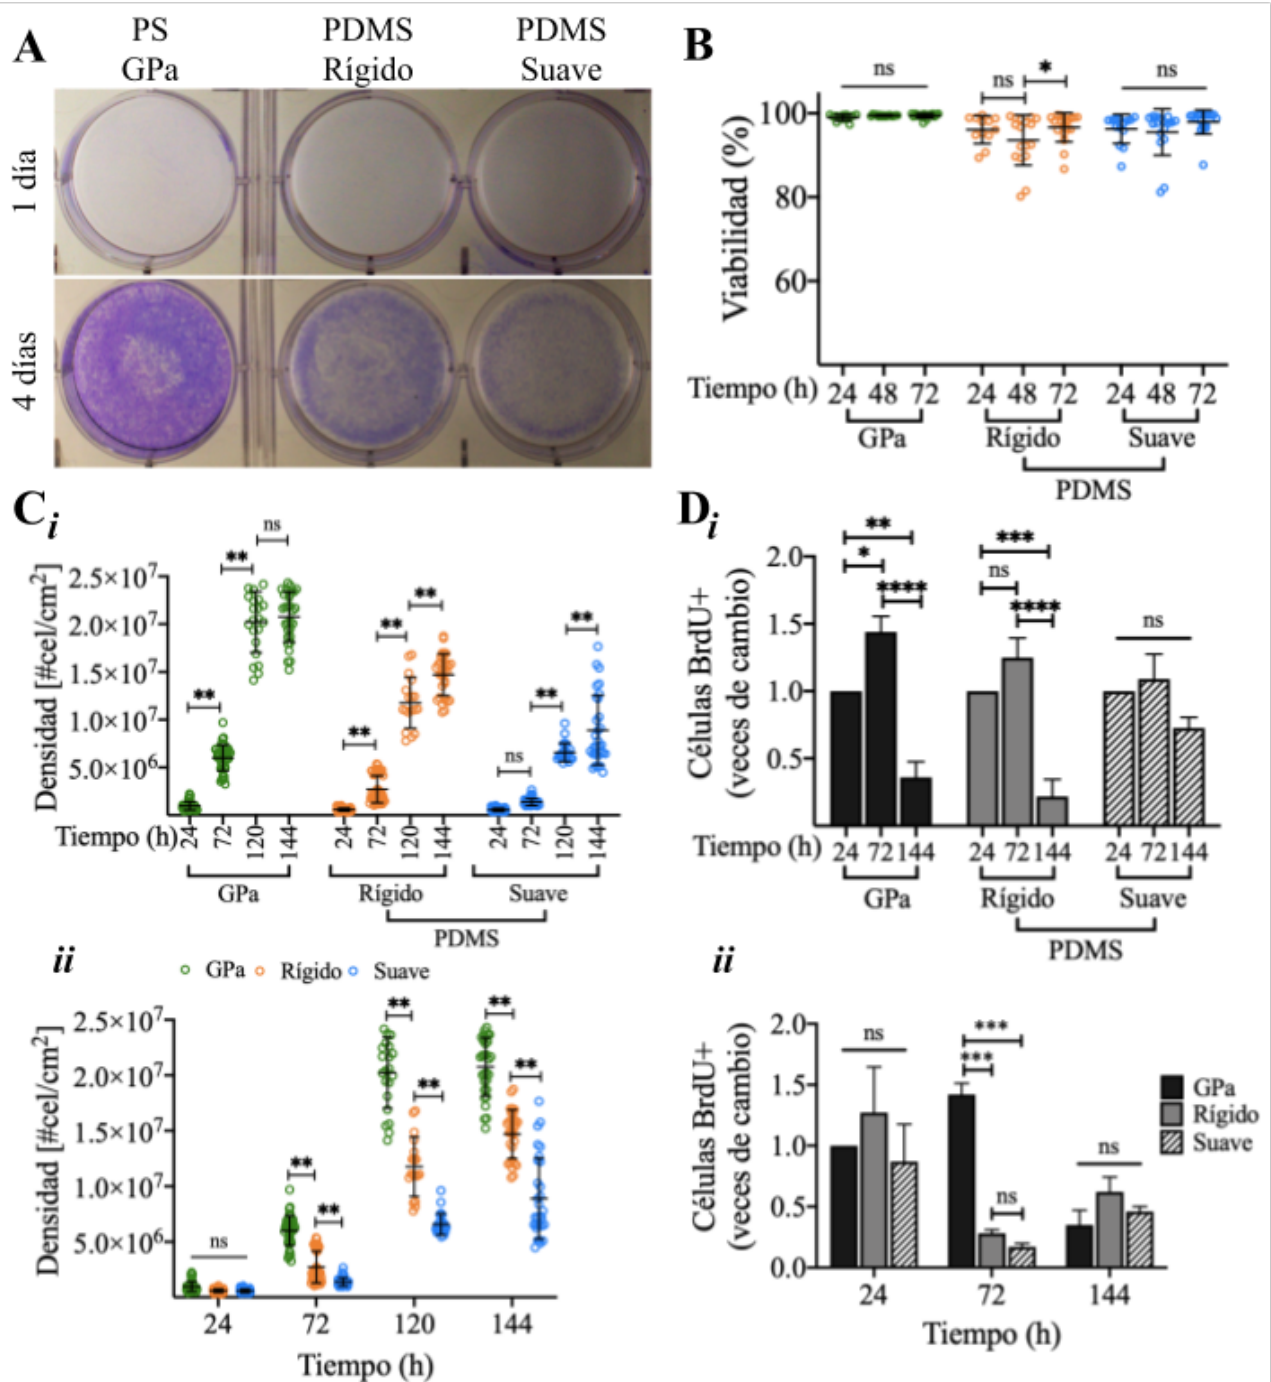 A
PS
GPa
PDMS
Rígido
PDMS
Suave
1 día
4 días
B
Viabilidad (%)
100
80
60
ns
ns
*
ns
Tiempo (h) 24 48 72 24 48 72 24 48 72
GPa Rígido Suave
PDMS
C i
Densidad [#cel/cm²]
2.5×10⁷
2.0×10⁷
1.5×10⁷
1.0×10⁷
5.0×10⁶
** ** ns
** ** **
ns ** **
Tiempo (h) 24 72 120 144 24 72 120 144 24 72 120 144
GPa Rígido Suave
PDMS
ii
GPa Rígido Suave
Densidad [#cel/cm²]
2.5×10⁷
2.0×10⁷
1.5×10⁷
1.0×10⁷
5.0×10⁶
ns
** **
** **
** **
24 72 120 144
Tiempo (h)
D i
Células BrdU+
(veces de cambio)
2.0
1.5
1.0
0.5
**
*
****
***
ns
****
ns
Tiempo (h) 24 72 144 24 72 144 24 72 144
GPa Rígido Suave
PDMS
ii
Células BrdU+
(veces de cambio)
2.0
1.5
1.0
0.5
0.0
ns
***
***
ns
ns
GPa
Rígido
Suave
24 72 144
Tiempo (h)